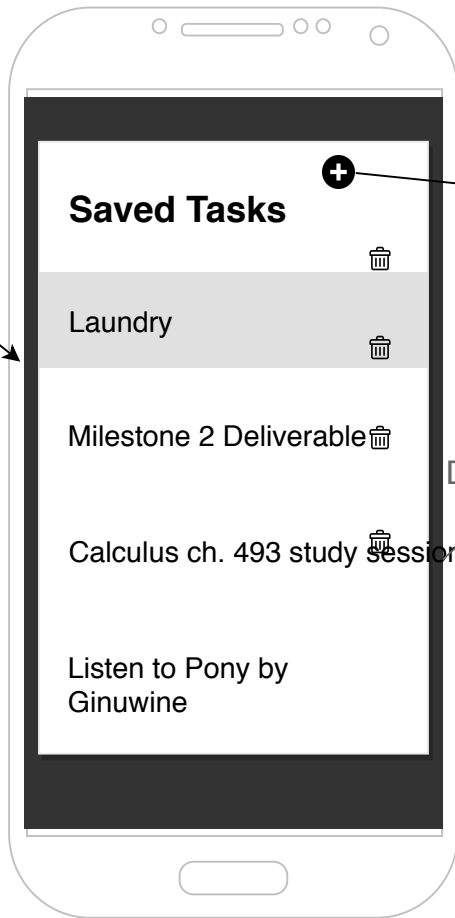 Saved Tasks
Laundry
Milestone 2 Deliverable
Calculus ch. 493 study session
Listen to Pony by
Ginuwine